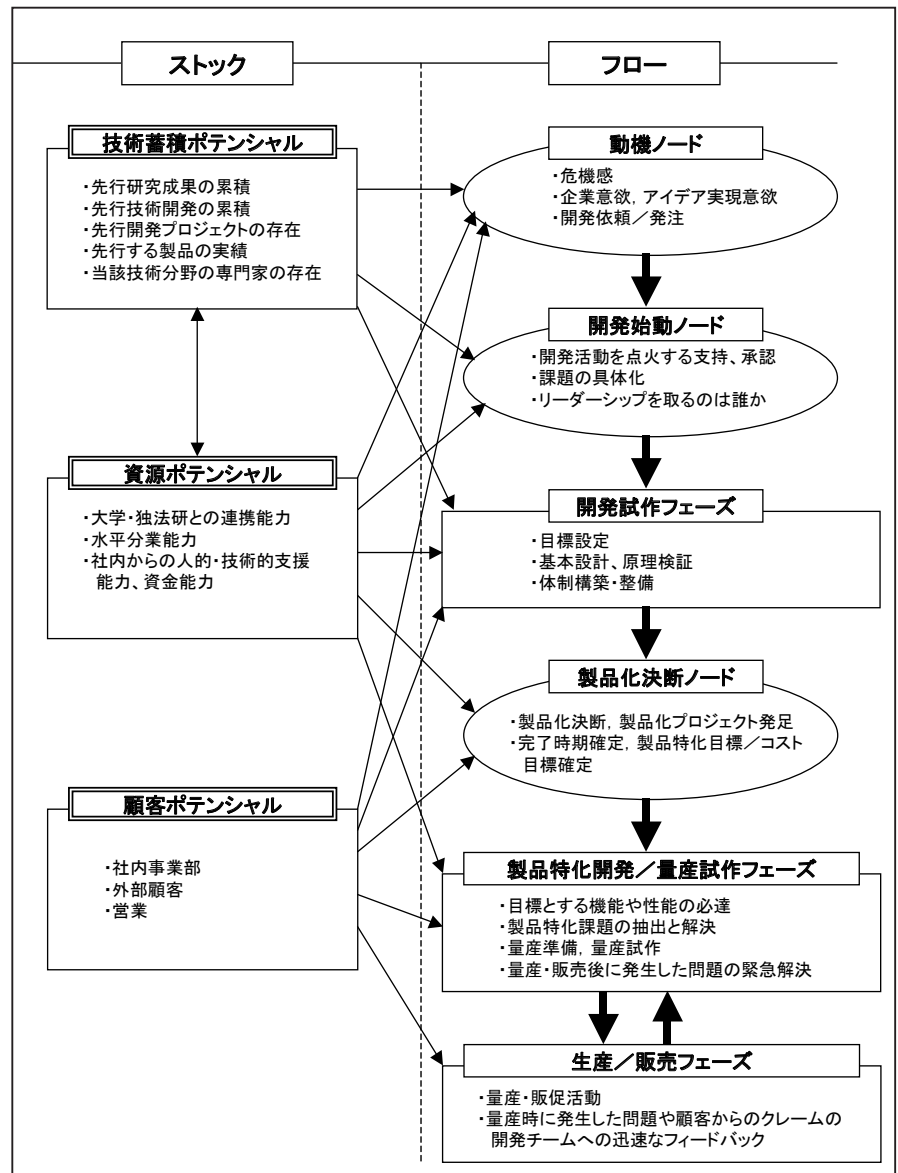 ストック
フロー
技術蓄積ポテンシャル
・先行研究成果の累積
・先行技術開発の累積
・先行開発プロジェクトの存在
・先行する製品の実績
・当該技術分野の専門家の存在
資源ポテンシャル
・大学・独法研との連携能力
・水平分業能力
・社内からの人的・技術的支援
能力、資金能力
顧客ポテンシャル
・社内事業部
・外部顧客
・営業
動機ノード
・危機感
・企業意欲, アイデア実現意欲
・開発依頼／発注
開発始動ノード
・開発活動を点火する支持、承認
・課題の具体化
・リーダーシップを取るのは誰か
開発試作フェーズ
・目標設定
・基本設計、原理検証
・体制構築・整備
製品化決断ノード
・製品化決断, 製品化プロジェクト発足
・完了時期確定, 製品特化目標／コスト
目標確定
製品特化開発／量産試作フェーズ
・目標とする機能や性能の必達
・製品特化課題の抽出と解決
・量産準備, 量産試作
・量産・販売後に発生した問題の緊急解決
生産／販売フェーズ
・量産・販促活動
・量産時に発生した問題や顧客からのクレームの
開発チームへの迅速なフィードバック